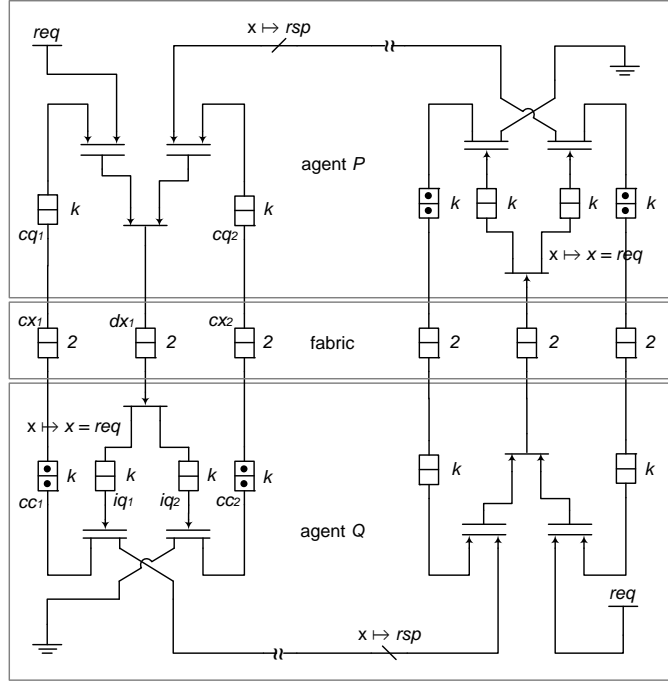 req
x ↦ rsp
agent P
k
k
k
k
k
k
cq1
cq2
x ↦ x = req
cx1
dx1
cx2
2
2
2
fabric
2
2
2
x ↦ x = req
k
k
k
k
k
k
cc1
iq1
iq2
cc2
agent Q
req
x ↦ rsp